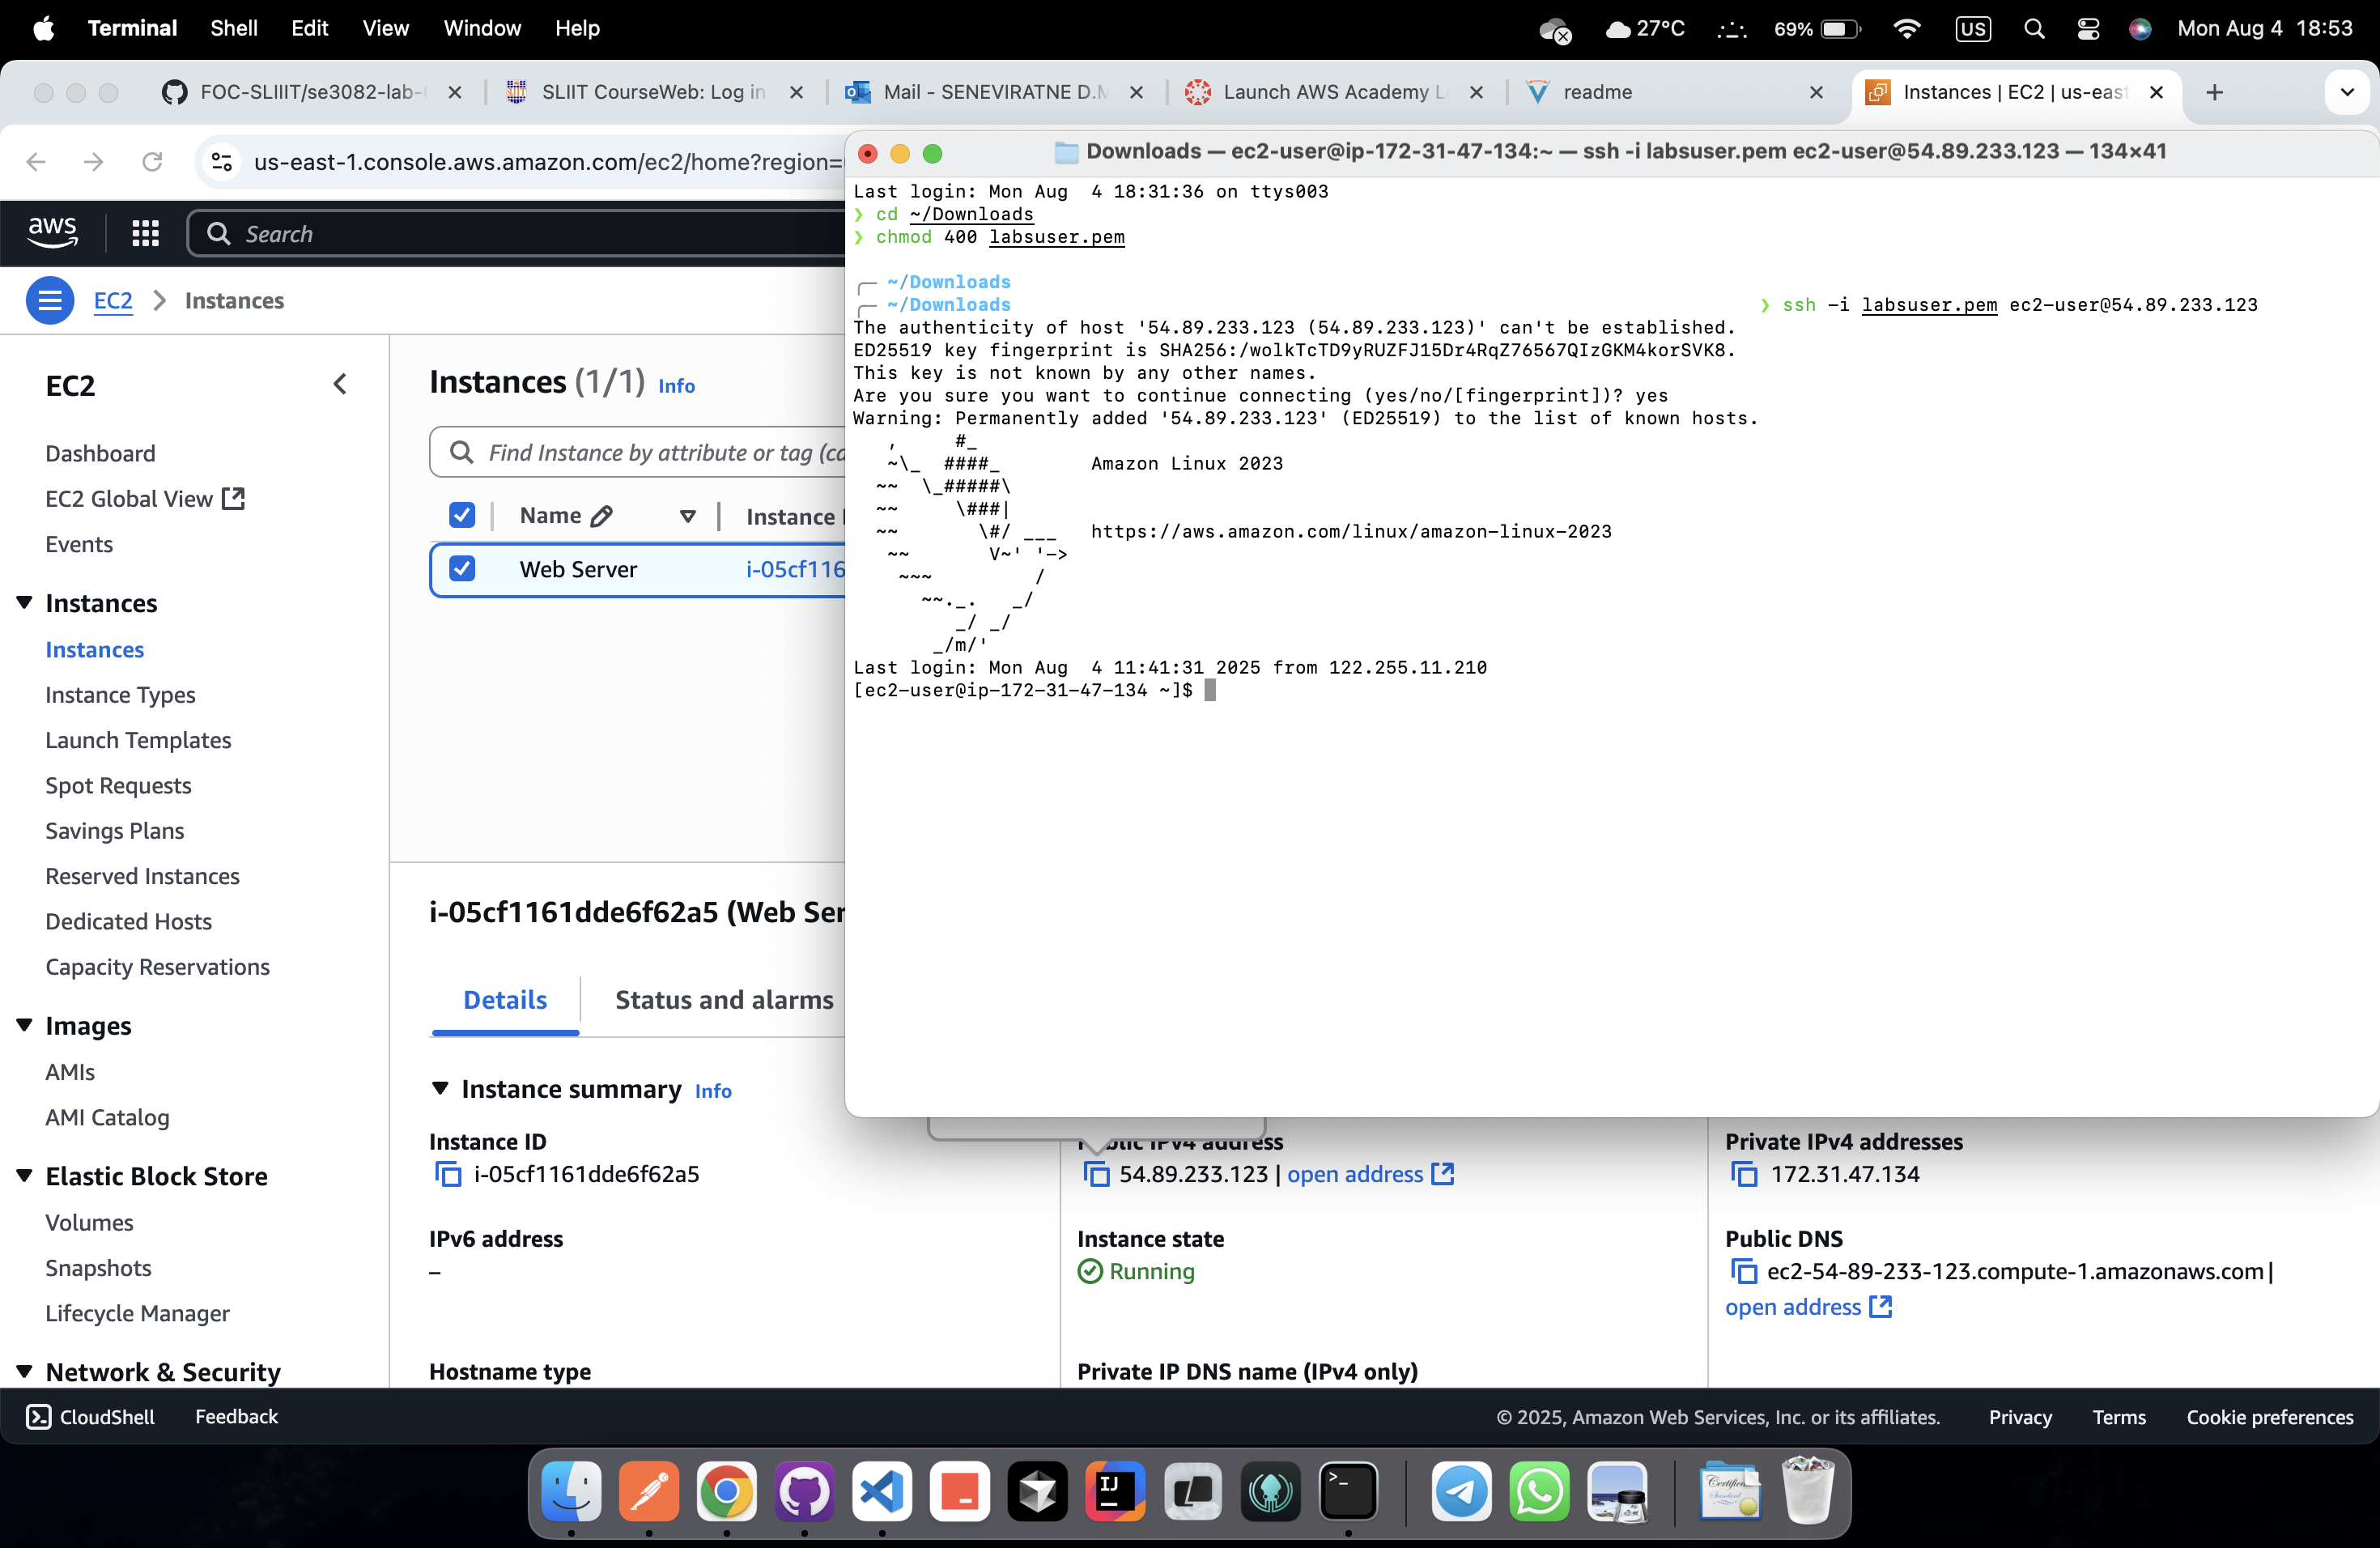 Terminal Shell Edit View Window Help 27°C 69% US Mon Aug 4 18:53
FOC-SLIIIT/se3082-lab- SLIIT CourseWeb: Log in Mail - SENEVIRATNE D.M Launch AWS Academy L readme Instances | EC2 | us-east
us-east-1.console.aws.amazon.com/ec2/home?region=
Downloads — ec2-user@ip-172-31-47-134:~ — ssh -i labsuser.pem ec2-user@54.89.233.123 — 134×41
Last login: Mon Aug  4 18:31:36 on ttys003
❯ cd ~/Downloads
❯ chmod 400 labsuser.pem
╭─ ~/Downloads
╭─ ~/Downloads ❯ ssh -i labsuser.pem ec2-user@54.89.233.123
The authenticity of host '54.89.233.123 (54.89.233.123)' can't be established.
ED25519 key fingerprint is SHA256:/wolkTcTD9yRUZFJ15Dr4RqZ76567QIzGKM4korSVK8.
This key is not known by any other names.
Are you sure you want to continue connecting (yes/no/[fingerprint])? yes
Warning: Permanently added '54.89.233.123' (ED25519) to the list of known hosts.
   ,     #_
   ~\_  ####_        Amazon Linux 2023
  ~~  \_#####\
  ~~     \###|
  ~~       \#/ ___   https://aws.amazon.com/linux/amazon-linux-2023
   ~~       V~' '->
    ~~~         /
      ~~._.   _/
         _/ _/
       _/m/'
Last login: Mon Aug  4 11:41:31 2025 from 122.255.11.210
[ec2-user@ip-172-31-47-134 ~]$
aws
Search
EC2 Instances
EC2
Dashboard
EC2 Global View
Events
Instances
Instances
Instance Types
Launch Templates
Spot Requests
Savings Plans
Reserved Instances
Dedicated Hosts
Capacity Reservations
Images
AMIs
AMI Catalog
Elastic Block Store
Volumes
Snapshots
Lifecycle Manager
Network & Security
Instances (1/1) Info
Find Instance by attribute or tag (ca
Name Instance
Web Server i-05cf116
i-05cf1161dde6f62a5 (Web Ser
Details Status and alarms
Instance summary Info
Instance ID
i-05cf1161dde6f62a5
IPv6 address
–
Hostname type
Public IPv4 address
54.89.233.123 | open address
Instance state
Running
Private IP DNS name (IPv4 only)
Private IPv4 addresses
172.31.47.134
Public DNS
ec2-54-89-233-123.compute-1.amazonaws.com |
open address
CloudShell Feedback © 2025, Amazon Web Services, Inc. or its affiliates. Privacy Terms Cookie preferences
IJ
>_